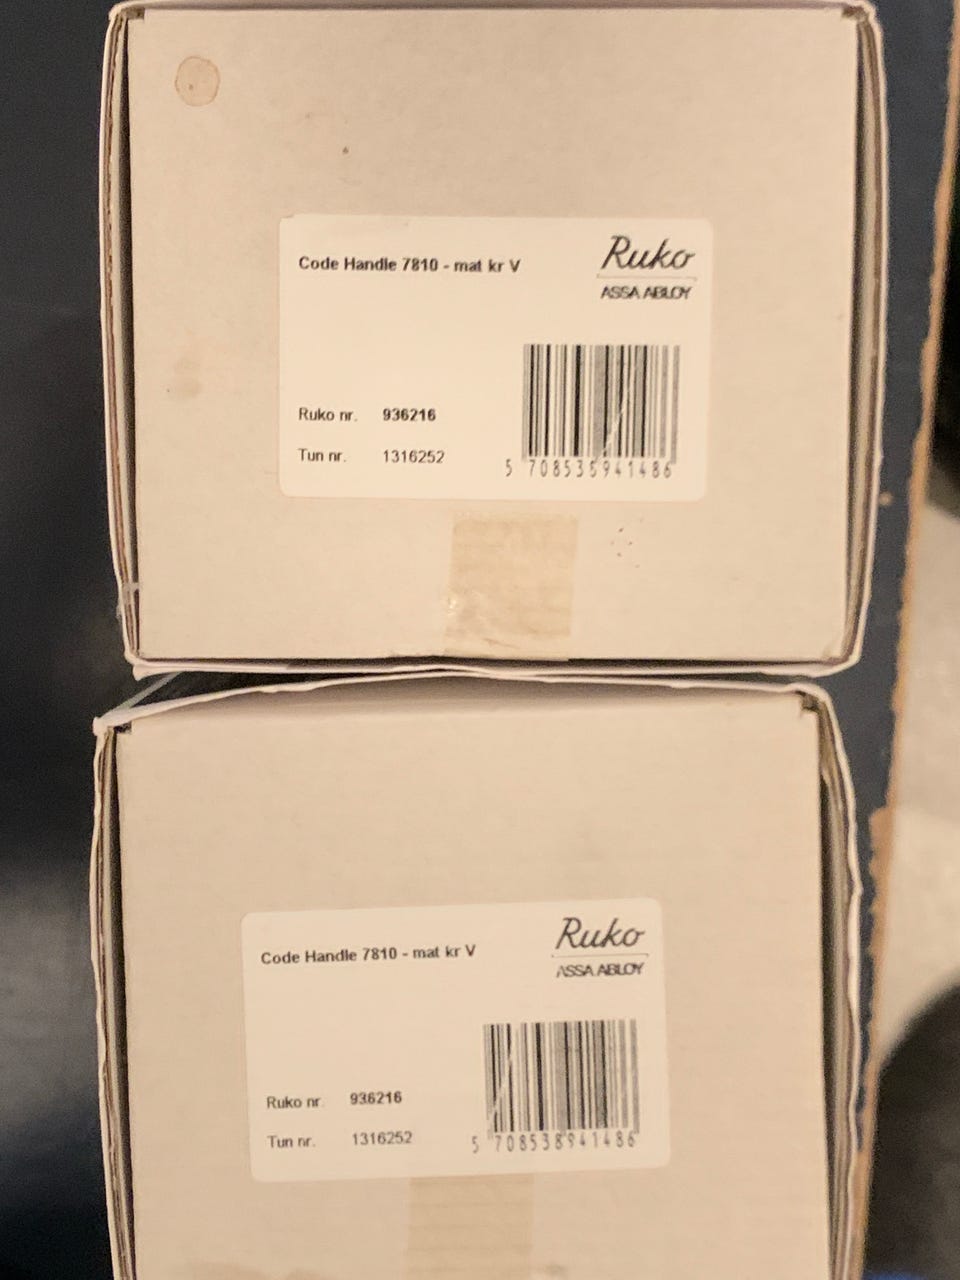 Code Handle 7810 - mat kr V
Ruko
ASSA ABLOY
Ruko nr. 936216
Tun nr. 1316252
5 708538 941486
Code Handle 7810 - mat kr V
Ruko
ASSA ABLOY
Ruko nr. 936216
Tun nr. 1316252
5 708538 941486